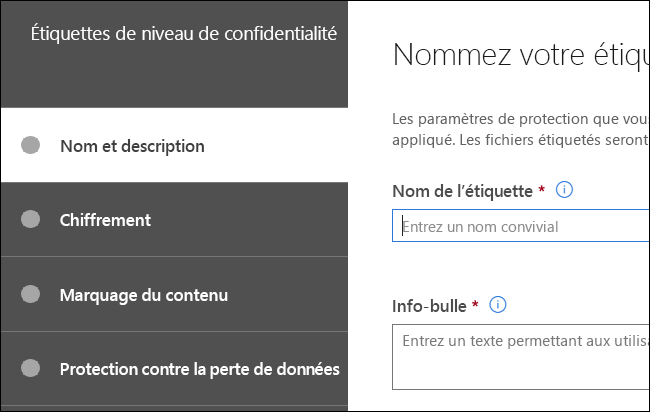 Étiquettes de niveau de confidentialité
Nom et description
Chiffrement
Marquage du contenu
Protection contre la perte de données
Nommez votre étiqu
Les paramètres de protection que vou
appliqué. Les fichiers étiquetés seront
Nom de l'étiquette *
Entrez un nom convivial
Info-bulle *
Entrez un texte permettant aux utilisa